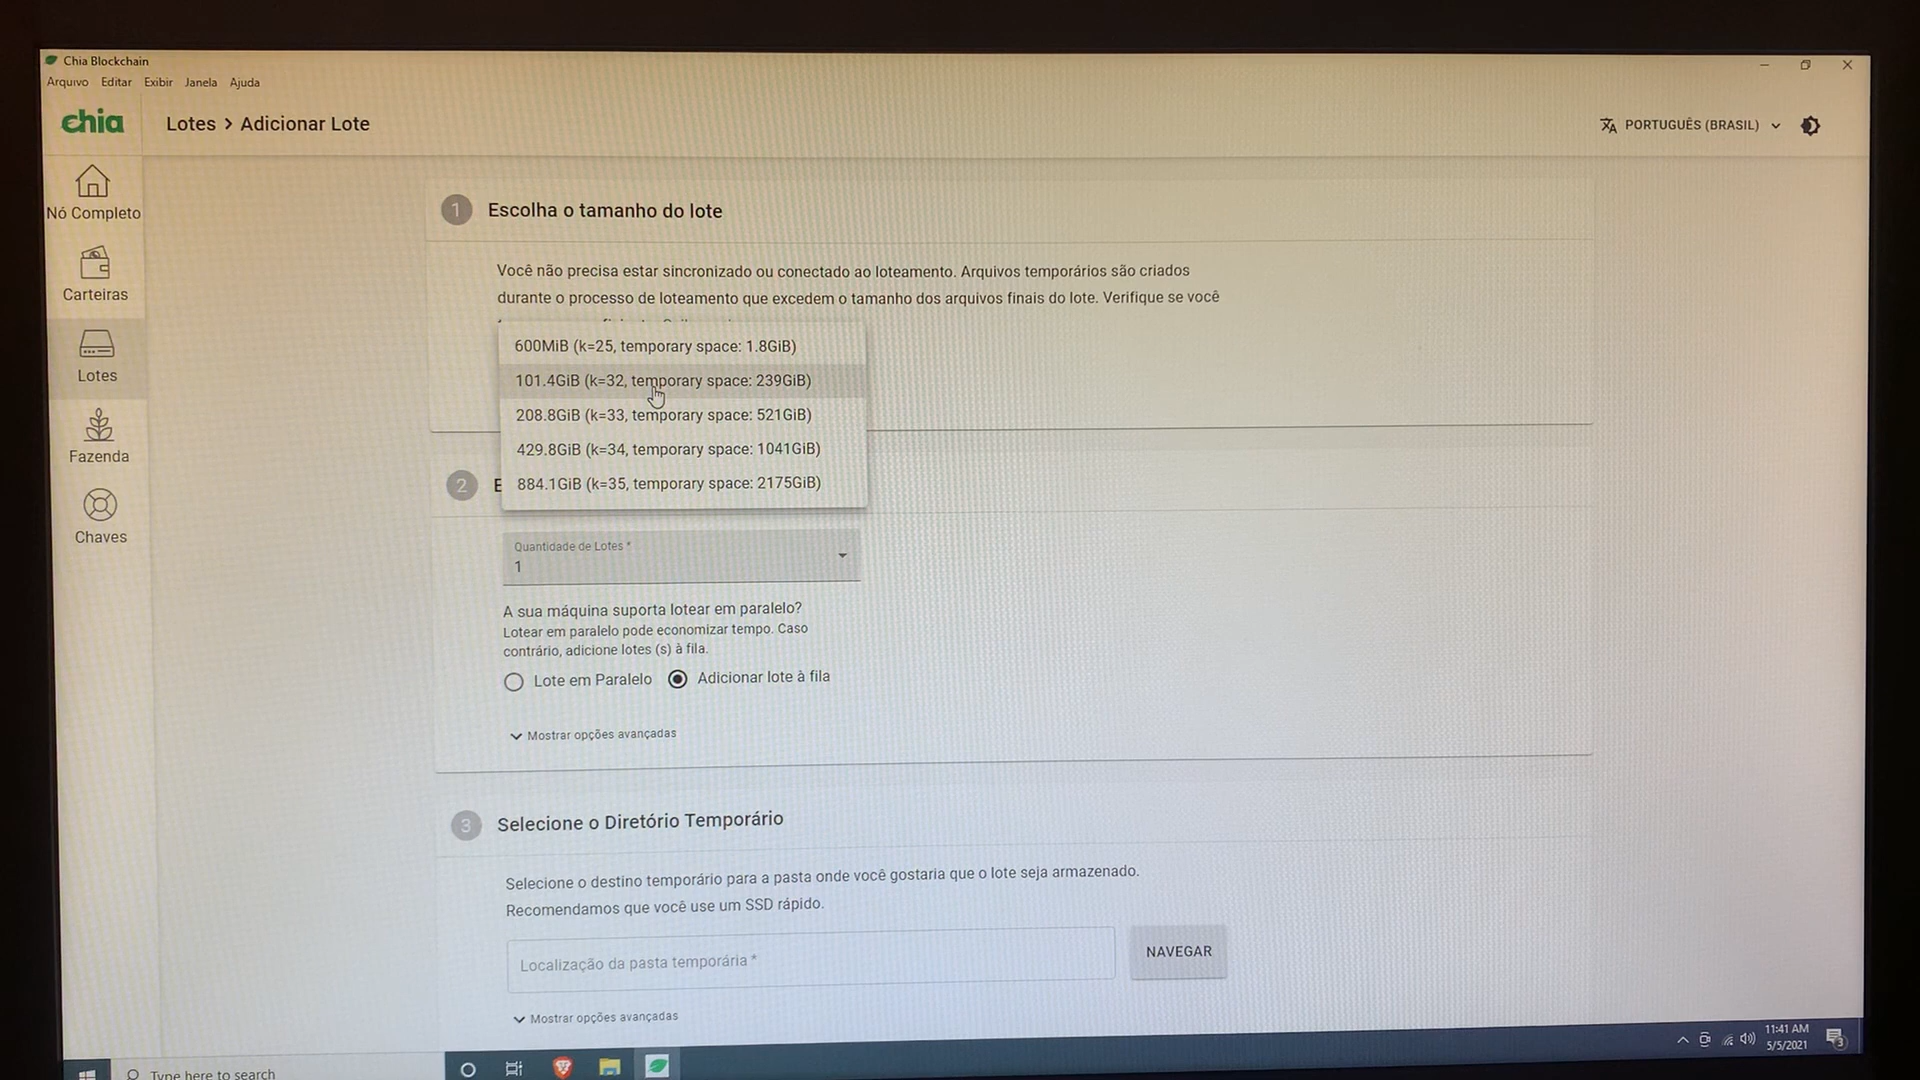 Chia Blockchain
Arquivo Editar Exibir Janela Ajuda
chia
Lotes > Adicionar Lote
PORTUGUÊS (BRASIL)
Nó Completo
Carteiras
Lotes
Fazenda
Chaves
1 Escolha o tamanho do lote
Você não precisa estar sincronizado ou conectado ao loteamento. Arquivos temporários são criados
durante o processo de loteamento que excedem o tamanho dos arquivos finais do lote. Verifique se você
600MiB (k=25, temporary space: 1.8GiB)
101.4GiB (k=32, temporary space: 239GiB)
208.8GiB (k=33, temporary space: 521GiB)
429.8GiB (k=34, temporary space: 1041GiB)
884.1GiB (k=35, temporary space: 2175GiB)
2 E
Quantidade de Lotes *
1
A sua máquina suporta lotear em paralelo?
Lotear em paralelo pode economizar tempo. Caso
contrário, adicione lotes (s) à fila.
Lote em Paralelo Adicionar lote à fila
Mostrar opções avançadas
3 Selecione o Diretório Temporário
Selecione o destino temporário para a pasta onde você gostaria que o lote seja armazenado.
Recomendamos que você use um SSD rápido.
Localização da pasta temporária *
NAVEGAR
Mostrar opções avançadas
Type here to search
11:41 AM
5/5/2021
3